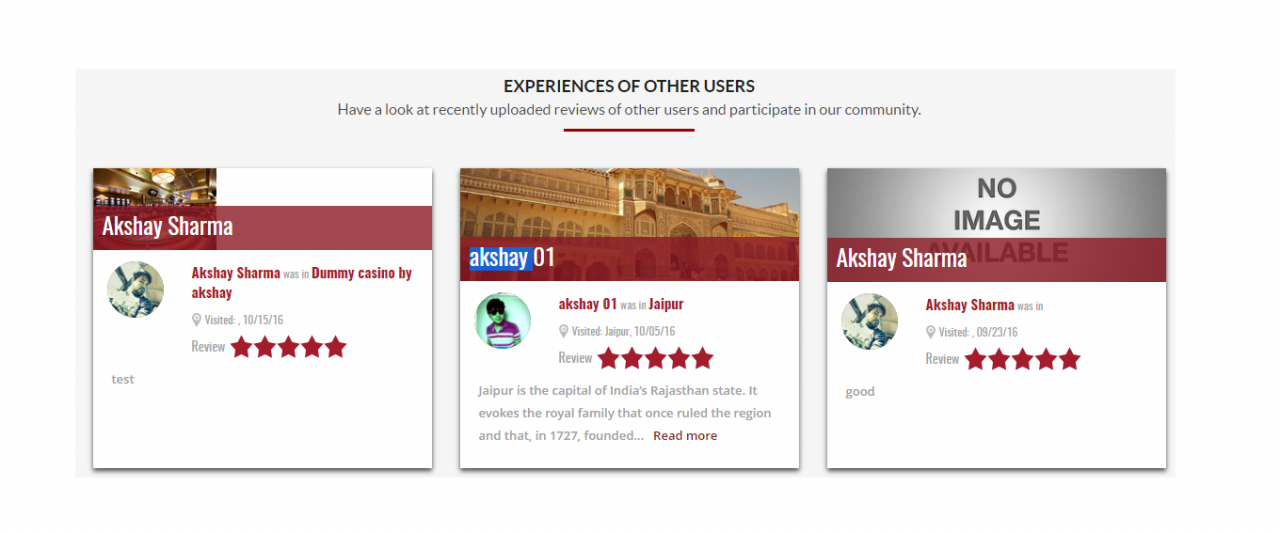 EXPERIENCES OF OTHER USERS
Have a look at recently uploaded reviews of other users and participate in our community.
Akshay Sharma
Akshay Sharma was in Dummy casino by
akshay
Visited: , 10/15/16
Review
test
akshay 01
akshay 01 was in Jaipur
Visited: Jaipur, 10/05/16
Review
Jaipur is the capital of India's Rajasthan state. It
evokes the royal family that once ruled the region
and that, in 1727, founded... Read more
NO
IMAGE
AVAILABLE
Akshay Sharma
Akshay Sharma was in
Visited: , 09/23/16
Review
good